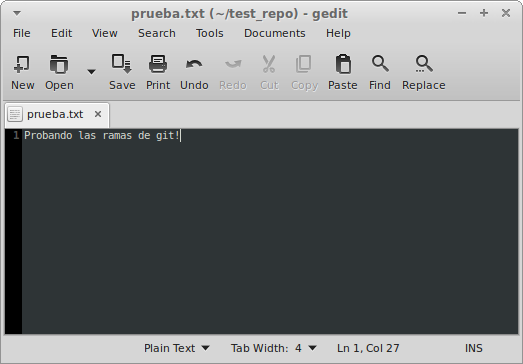 prueba.txt (~/test_repo) - gedit
File Edit View Search Tools Documents Help
New Open Save Print Undo Redo Cut Copy Paste Find Replace
prueba.txt ×
1 Probando las ramas de git!
Plain Text Tab Width: 4 Ln 1, Col 27 INS